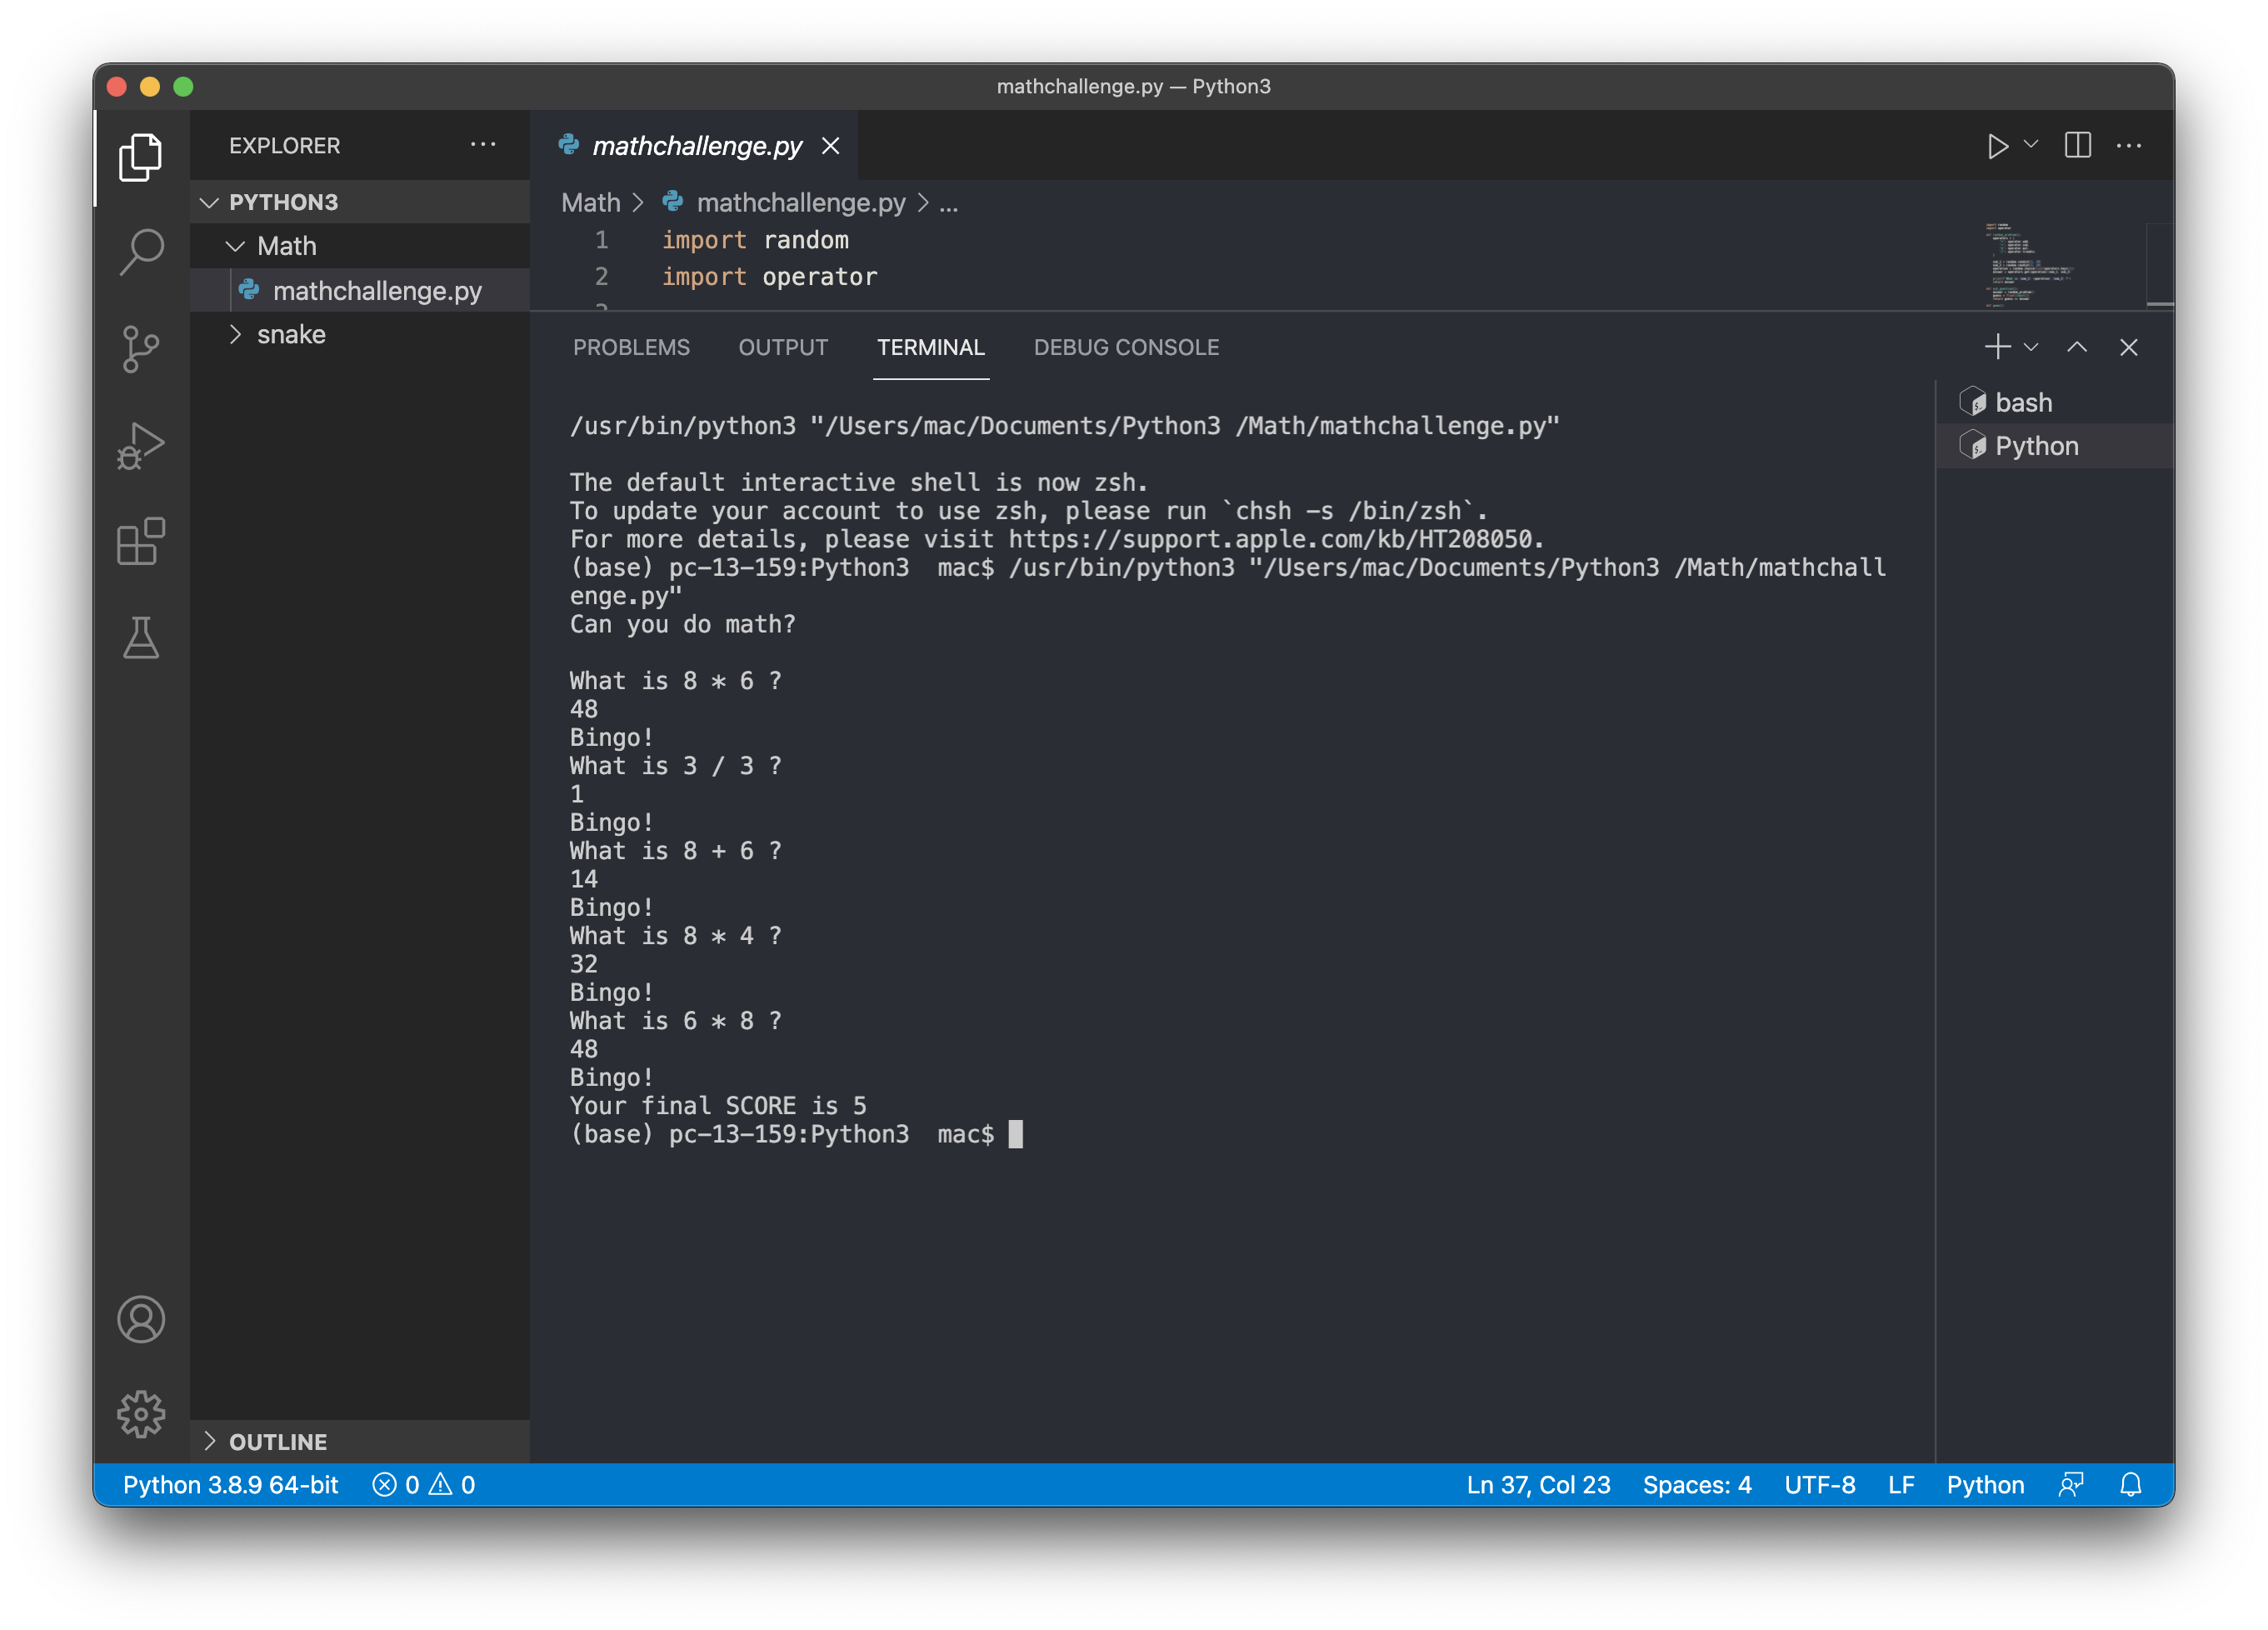 mathchallenge.py — Python3
EXPLORER ...
PYTHON3
Math
mathchallenge.py
snake
OUTLINE
mathchallenge.py
Math > mathchallenge.py > ...
1 import random
2 import operator
PROBLEMS OUTPUT TERMINAL DEBUG CONSOLE
/usr/bin/python3 "/Users/mac/Documents/Python3 /Math/mathchallenge.py"
The default interactive shell is now zsh.
To update your account to use zsh, please run `chsh -s /bin/zsh`.
For more details, please visit https://support.apple.com/kb/HT208050.
(base) pc-13-159:Python3  mac$ /usr/bin/python3 "/Users/mac/Documents/Python3 /Math/mathchall
enge.py"
Can you do math?
What is 8 * 6 ?
48
Bingo!
What is 3 / 3 ?
1
Bingo!
What is 8 + 6 ?
14
Bingo!
What is 8 * 4 ?
32
Bingo!
What is 6 * 8 ?
48
Bingo!
Your final SCORE is 5
(base) pc-13-159:Python3  mac$
bash
Python
Python 3.8.9 64-bit 0 0 Ln 37, Col 23 Spaces: 4 UTF-8 LF Python